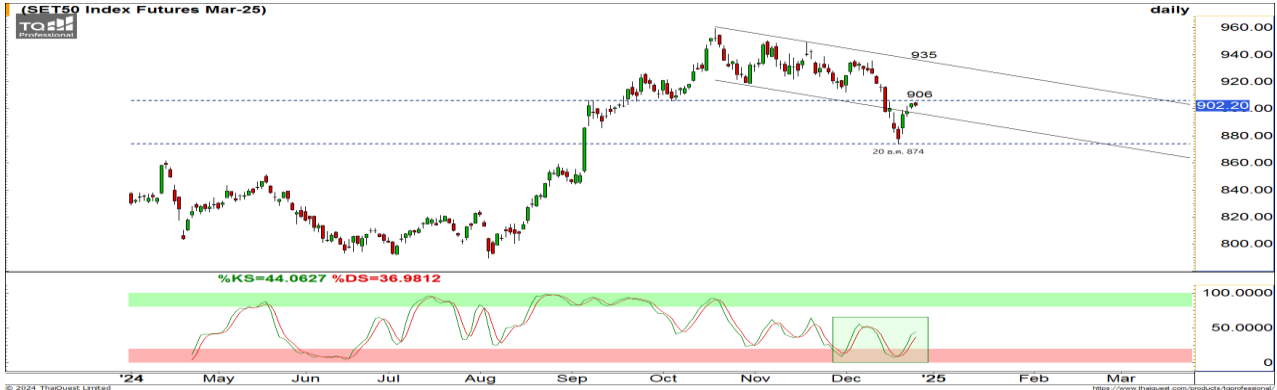 (SET50 Index Futures Mar-25)
daily
TQ
Professional
960.00
940.00
935
920.00
906
902.20
900.00
880.00
20 ธ.ค. 874
860.00
840.00
820.00
800.00
%KS=44.0627 %DS=36.9812
100.0000
50.0000
0
'24 May Jun Jul Aug Sep Oct Nov Dec '25 Feb Mar
© 2024 ThaiQuest Limited
https://www.thaiquest.com/products/tqprofessional/